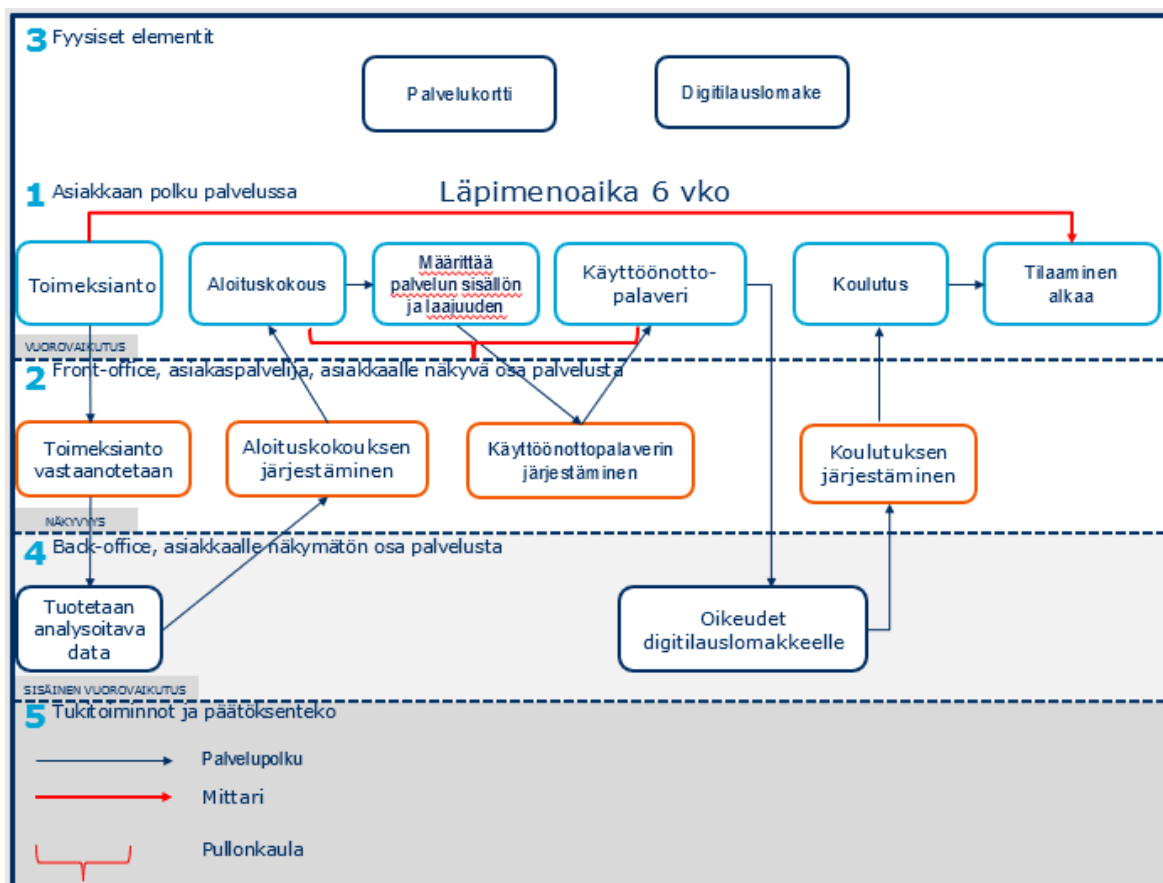 3 Fyysiset elementit
Palvelukortti
Digitilauslomake
1 Asiakkaan polku palvelussa
Läpimenoaika 6 vko
Toimeksianto
Aloituskokous
Määrittää
palvelun sisällön
ja laajuuden
Käyttöönotto-
palaveri
Koulutus
Tilaaminen
alkaa
VUOROVAIKUTUS
2 Front-office, asiakaspalvelija, asiakkaalle näkyvä osa palvelusta
Toimeksianto
vastaanotetaan
Aloituskokouksen
järjestäminen
Käyttöönottopalaverin
järjestäminen
Koulutuksen
järjestäminen
NÄKYVYYS
4 Back-office, asiakkaalle näkymätön osa palvelusta
Tuotetaan
analysoitava
data
Oikeudet
digitilauslomakkeelle
SISÄINEN VUOROVAIKUTUS
5 Tukitoiminnot ja päätöksenteko
Palvelupolku
Mittari
Pullonkaula